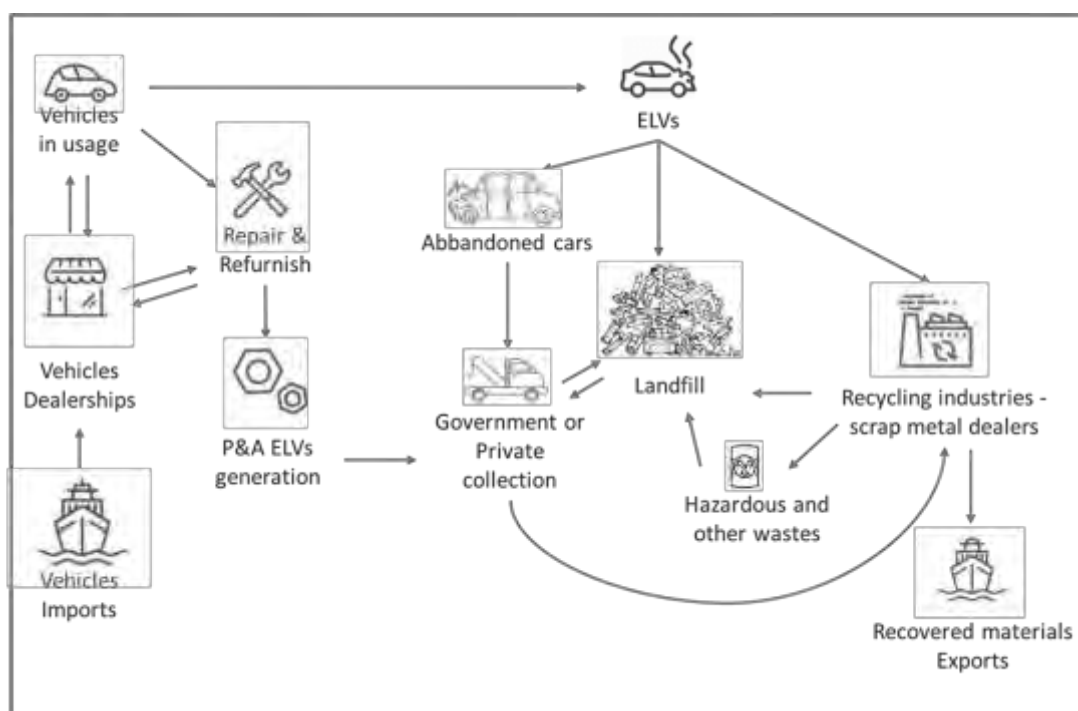 Vehicles
in usage
ELVs
Repair &
Refurnish
Abbandoned cars
Vehicles
Dealerships
P&A ELVs
generation
Government or
Private
collection
Landfill
Recycling industries -
scrap metal dealers
Hazardous and
other wastes
Vehicles
Imports
Recovered materials
Exports